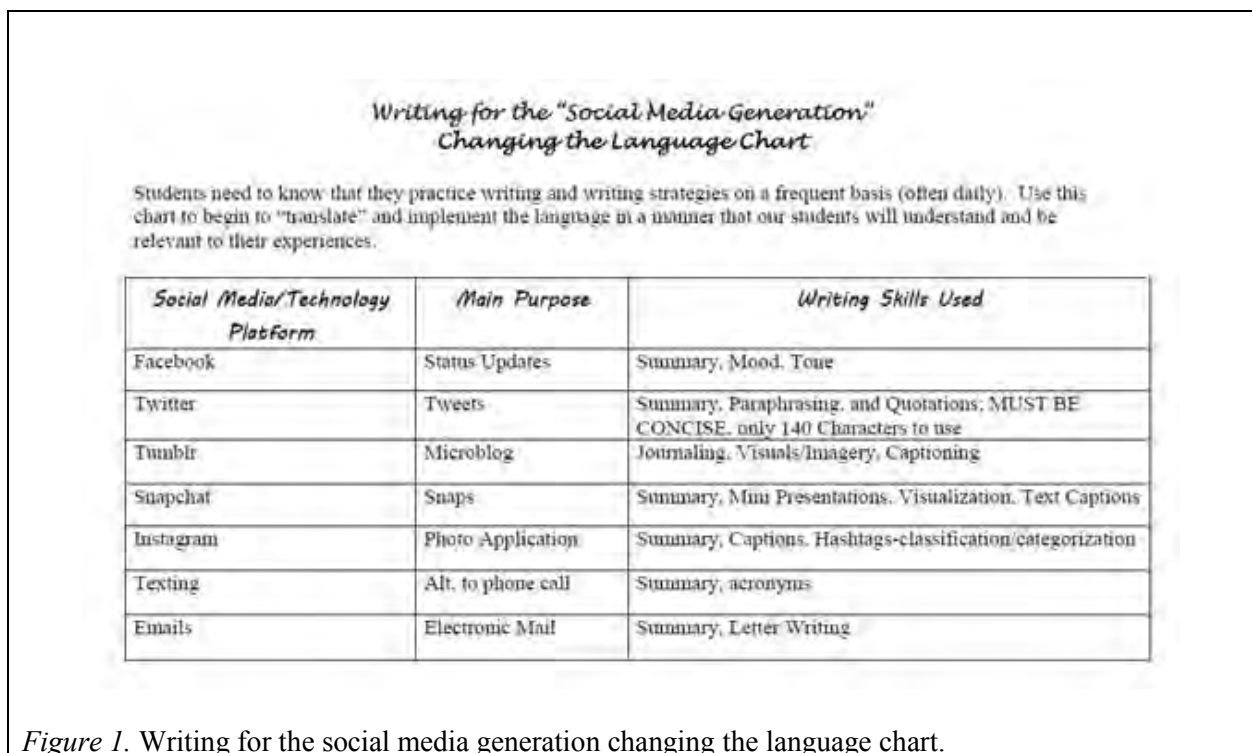 Writing for the "Social Media Generation"
Changing the Language Chart
Students need to know that they practice writing and writing strategies on a frequent basis (often daily). Use this
chart to begin to "translate" and implement the language in a manner that our students will understand and be
relevant to their experiences.
Social Media/Technology
Platform
Main Purpose
Writing Skills Used
Facebook
Status Updates
Summary, Mood, Tone
Twitter
Tweets
Summary, Paraphrasing, and Quotations; MUST BE
CONCISE, only 140 Characters to use
Tumblr
Microblog
Journaling, Visuals/Imagery, Captioning
Snapchat
Snaps
Summary, Mini Presentations, Visualization, Text Captions
Instagram
Photo Application
Summary, Captions, Hashtags-classification/categorization
Texting
Alt. to phone call
Summary, acronyms
Emails
Electronic Mail
Summary, Letter Writing
Figure 1. Writing for the social media generation changing the language chart.